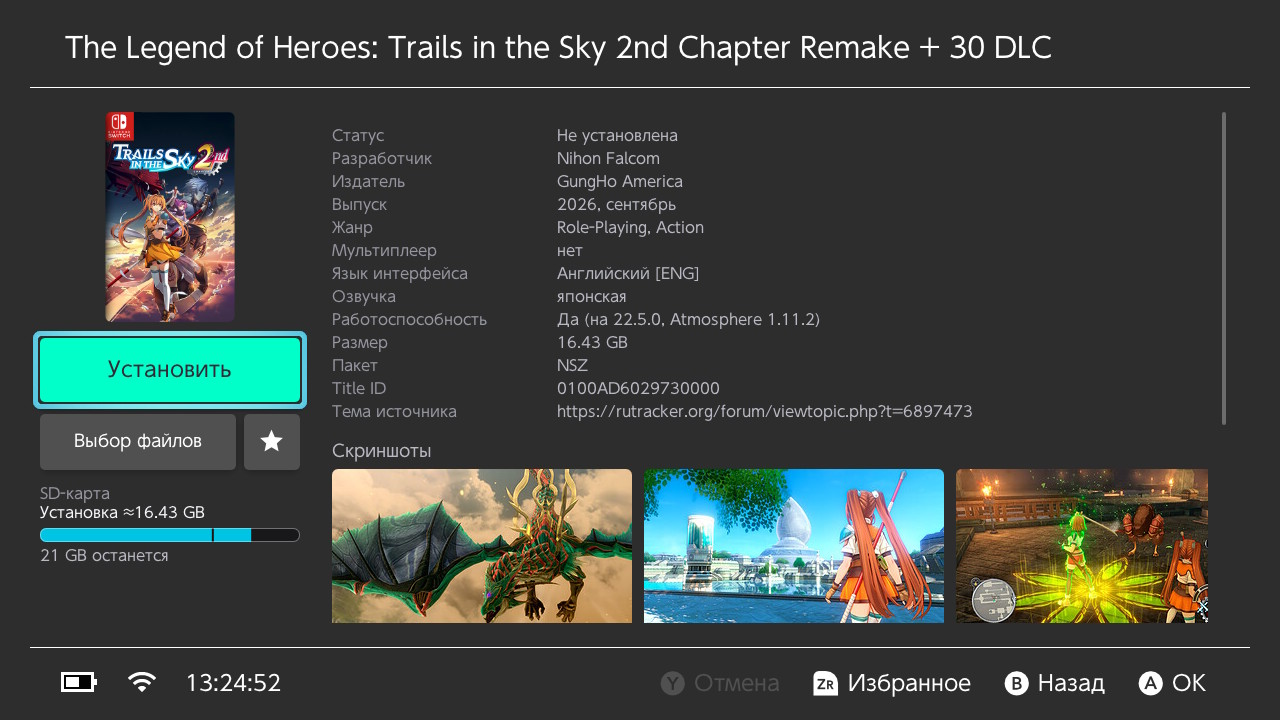 The Legend of Heroes: Trails in the Sky 2nd Chapter Remake + 30 DLC
NINTENDO
SWITCH
TRAILS
IN THE SKY 2nd
Статус Не установлена
Разработчик Nihon Falcom
Издатель GungHo America
Выпуск 2026, сентябрь
Жанр Role-Playing, Action
Мультиплеер нет
Язык интерфейса Английский [ENG]
Озвучка японская
Работоспособность Да (на 22.5.0, Atmosphere 1.11.2)
Размер 16.43 GB
Пакет NSZ
Title ID 0100AD6029730000
Тема источника https://rutracker.org/forum/viewtopic.php?t=6897473
Установить
Выбор файлов
SD-карта
Установка ≈16.43 GB
21 GB останется
Скриншоты
13:24:52
Y Отмена
ZR Избранное
B Назад
A OK